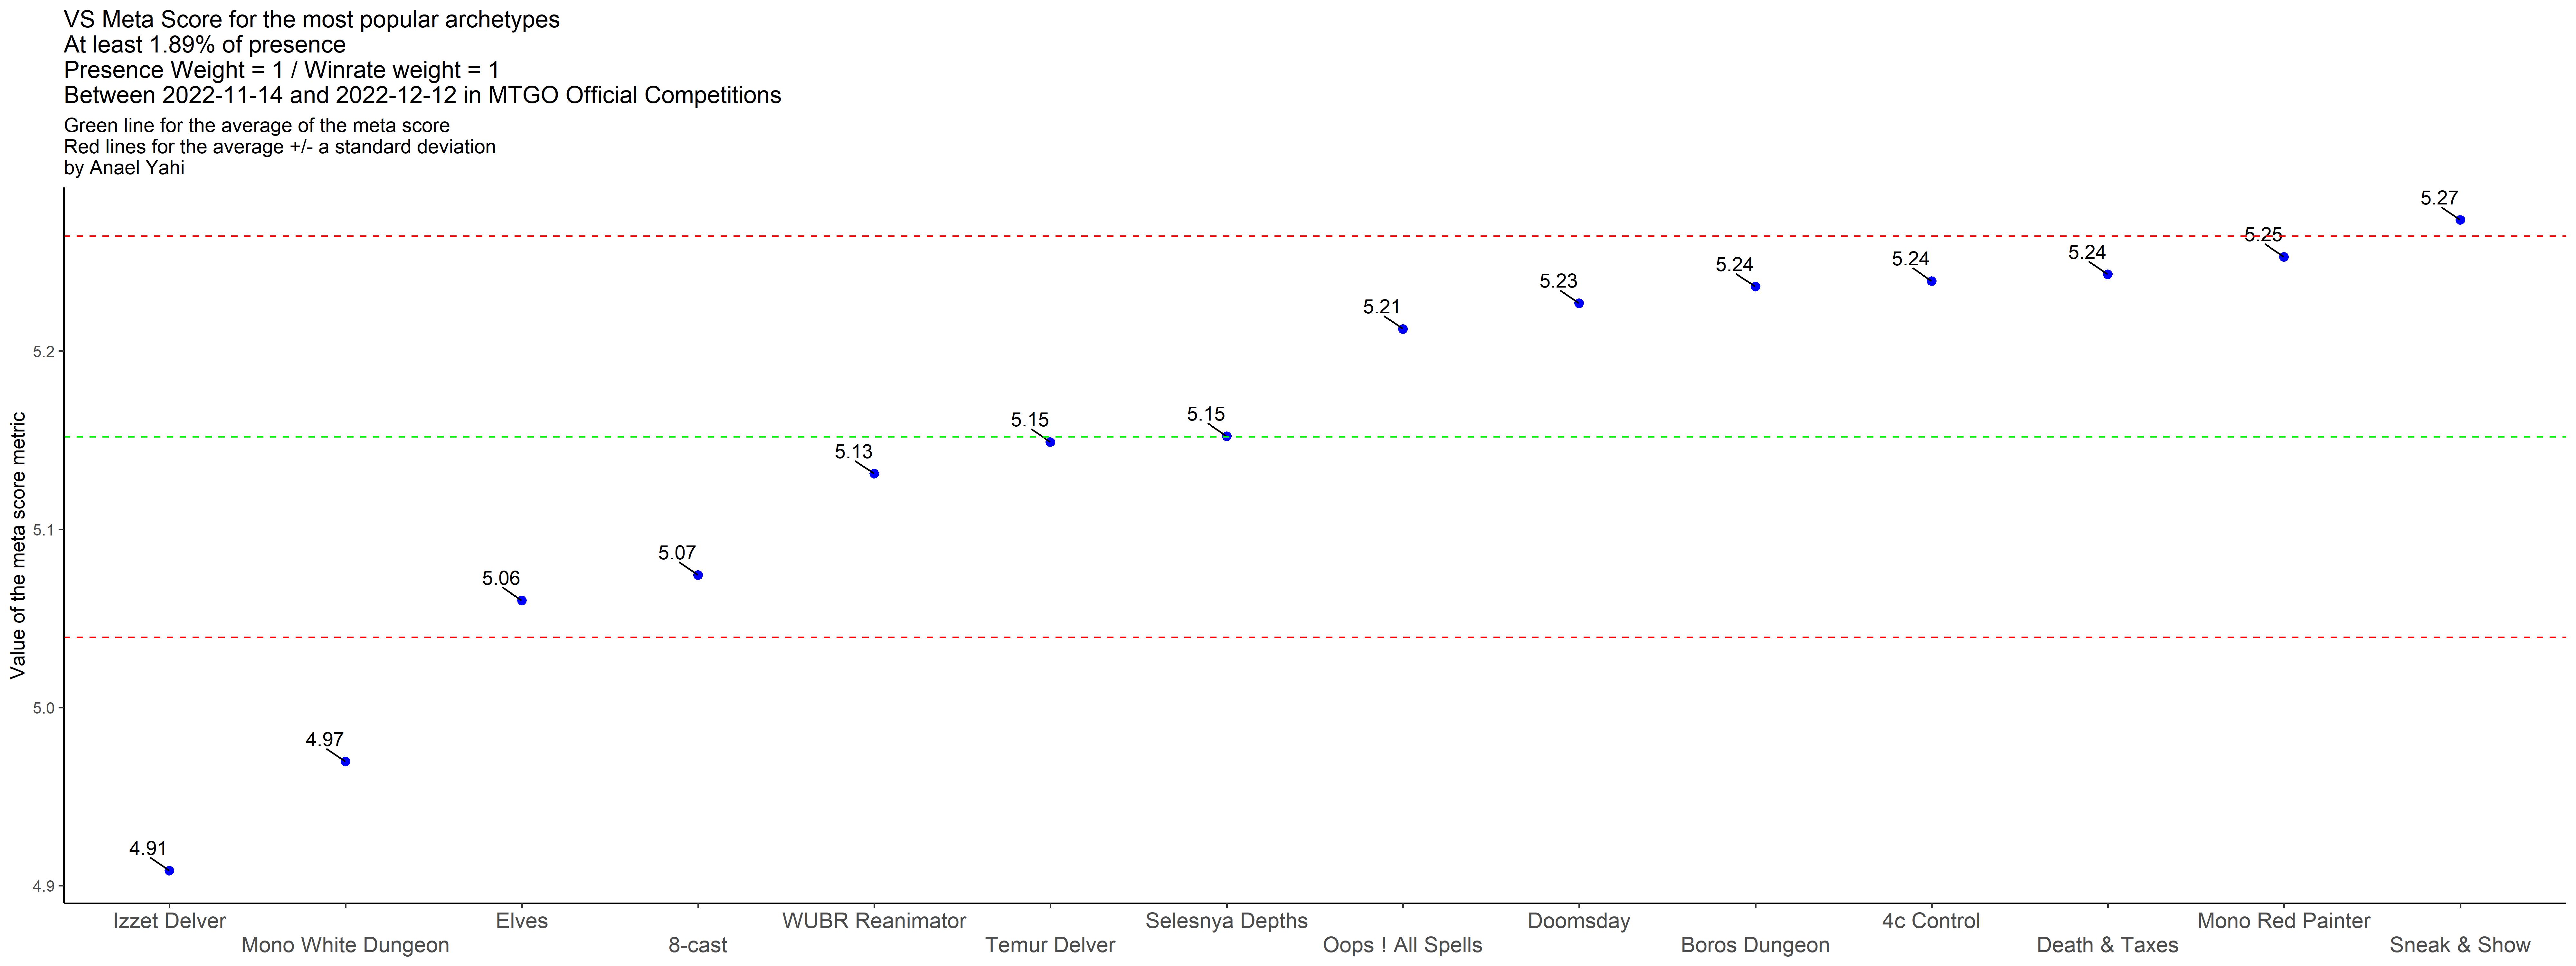 VS Meta Score for the most popular archetypes
At least 1.89% of presence
Presence Weight = 1 / Winrate weight = 1
Between 2022-11-14 and 2022-12-12 in MTGO Official Competitions
Green line for the average of the meta score
Red lines for the average +/- a standard deviation
by Anael Yahi
Value of the meta score metric
5.2
5.1
5.0
4.9
4.91
4.97
5.06
5.07
5.13
5.15
5.15
5.21
5.23
5.24
5.24
5.24
5.25
5.27
Izzet Delver
Mono White Dungeon
Elves
8-cast
WUBR Reanimator
Temur Delver
Selesnya Depths
Oops ! All Spells
Doomsday
Boros Dungeon
4c Control
Death & Taxes
Mono Red Painter
Sneak & Show